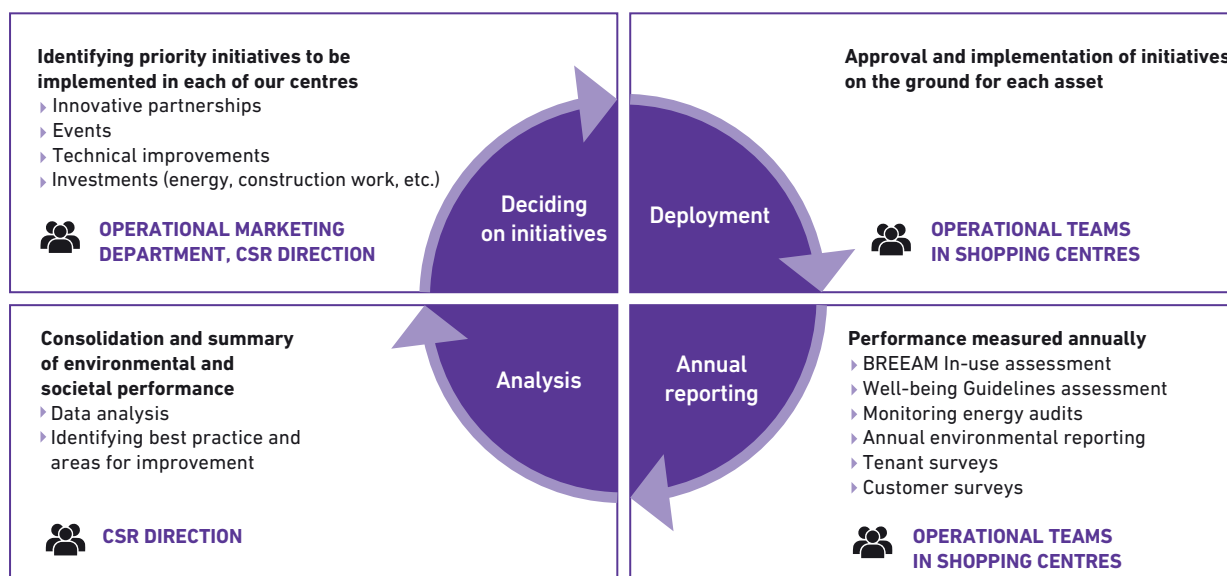 Identifying priority initiatives to be
implemented in each of our centres
Innovative partnerships
Events
Technical improvements
Investments (energy, construction work, etc.)
OPERATIONAL MARKETING
DEPARTMENT, CSR DIRECTION
Deciding
on initiatives
Approval and implementation of initiatives
on the ground for each asset
Deployment
OPERATIONAL TEAMS
IN SHOPPING CENTRES
Consolidation and summary
of environmental and
societal performance
Data analysis
Identifying best practice and
areas for improvement
CSR DIRECTION
Analysis
Annual
reporting
Performance measured annually
BREEAM In-use assessment
Well-being Guidelines assessment
Monitoring energy audits
Annual environmental reporting
Tenant surveys
Customer surveys
OPERATIONAL TEAMS
IN SHOPPING CENTRES